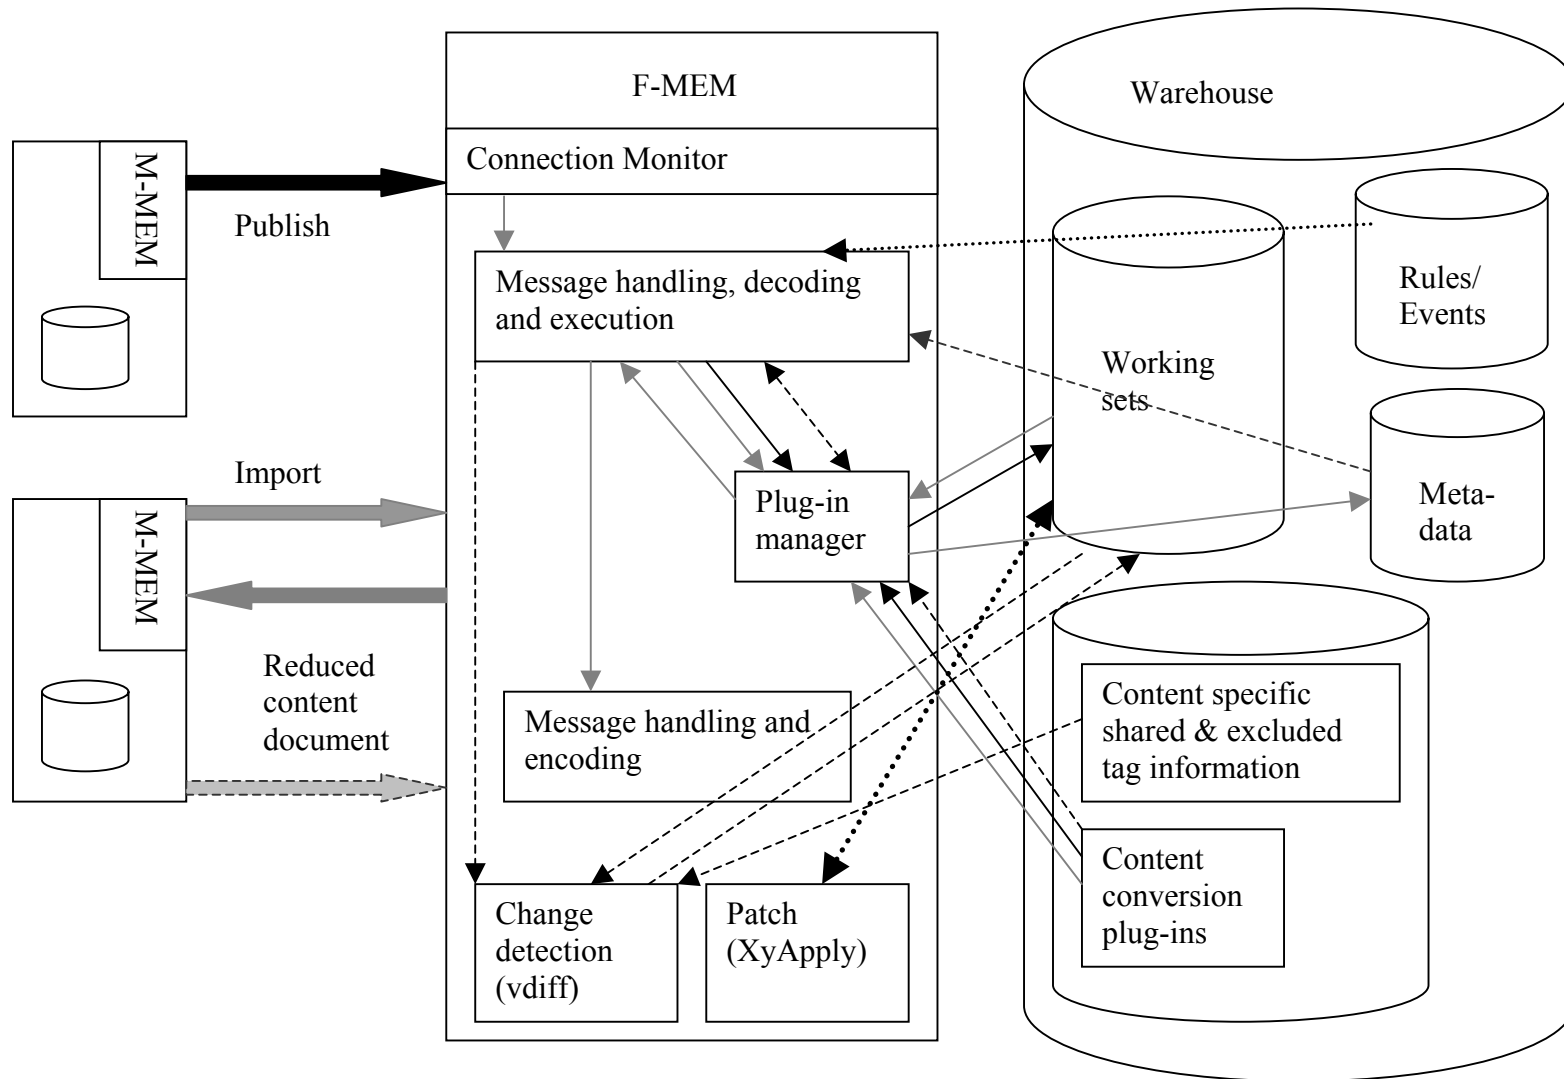 F-MEM
Warehouse
Connection Monitor
M-MEM
Publish
Message handling, decoding
and execution
Rules/
Events
Working
sets
Import
M-MEM
Plug-in
manager
Meta-
data
Reduced
content
document
Message handling and
encoding
Content specific
shared & excluded
tag information
Change
detection
(vdiff)
Patch
(XyApply)
Content
conversion
plug-ins